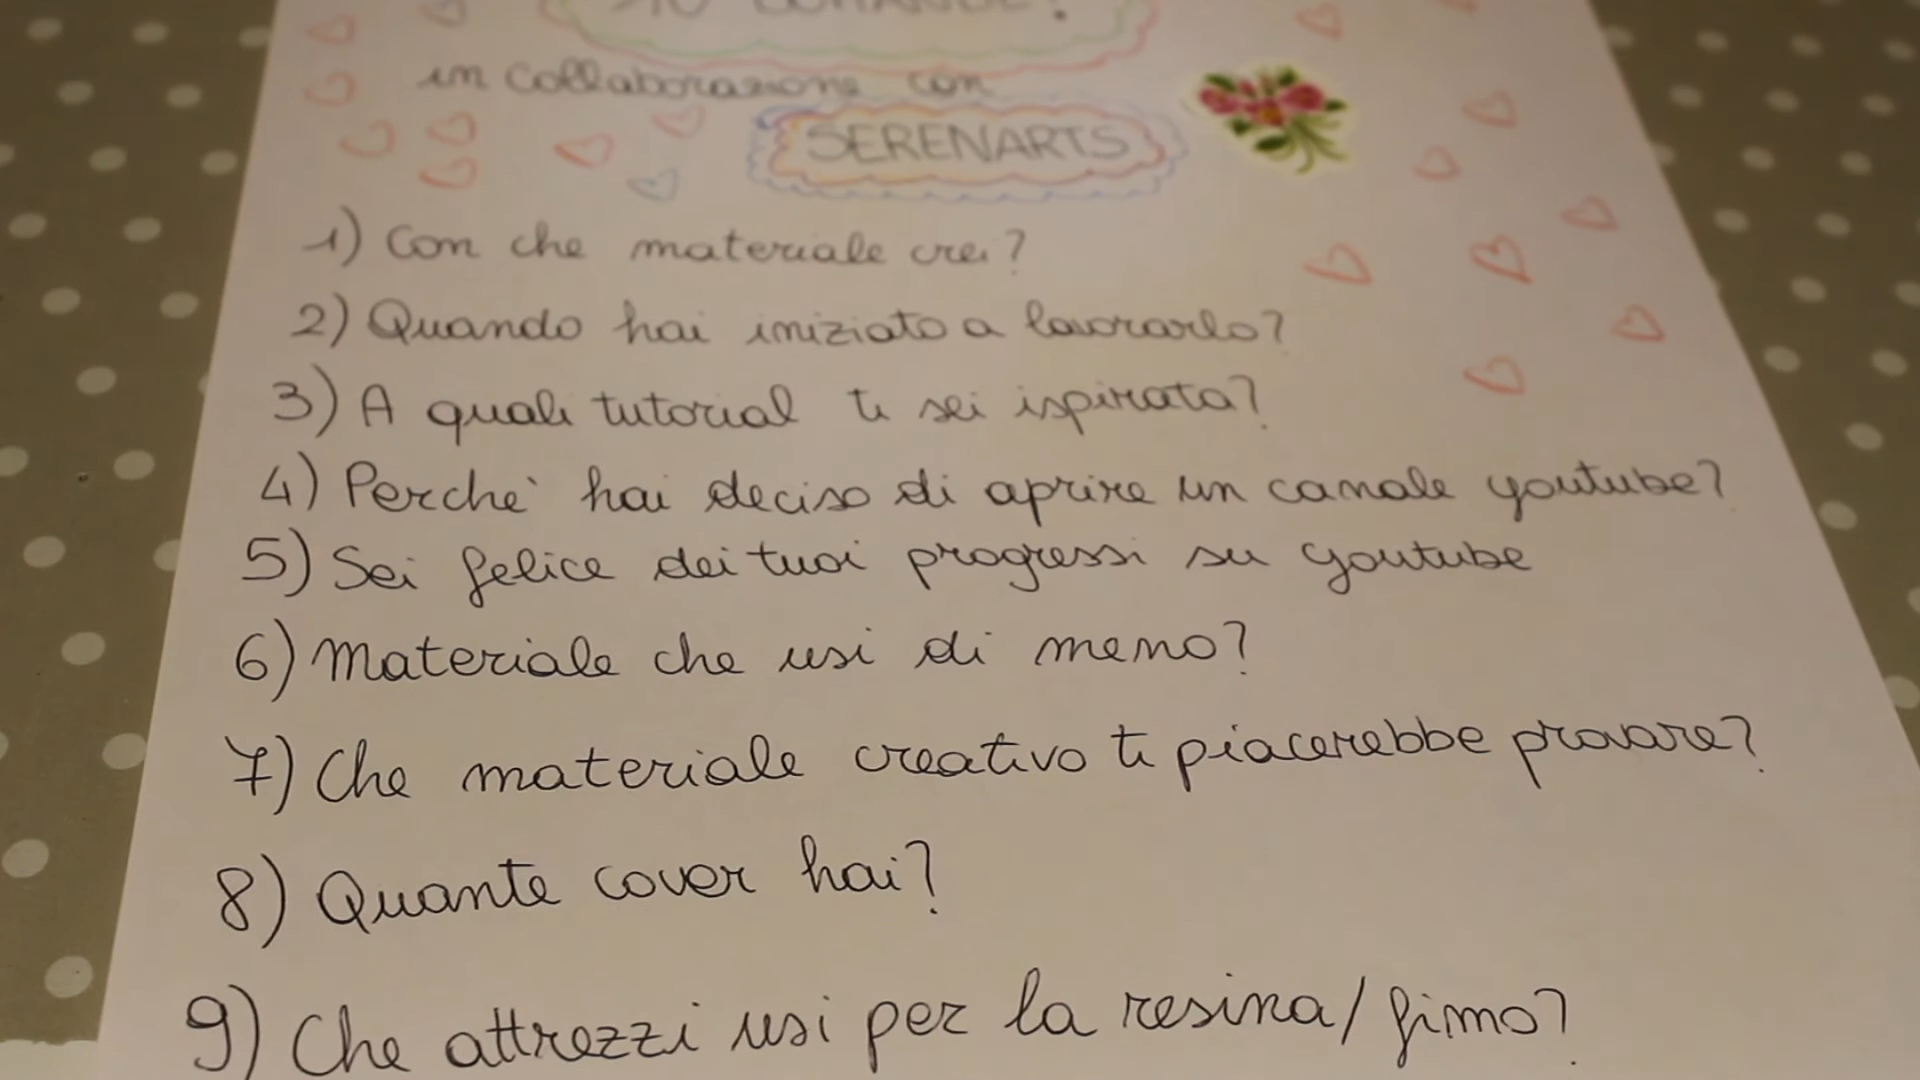 10 DOMANDE!
in collaborazione con
SERENARTS
1) Con che materiale crei?
2) Quando hai iniziato a lavorarlo?
3) A quali tutorial ti sei ispirata?
4) Perche' hai deciso di aprire un canale youtube?
5) Sei felice dei tuoi progressi su youtube
6) Materiale che usi di meno?
7) Che materiale creativo ti piacerebbe provare?
8) Quante cover hai?
9) Che attrezzi usi per la resina/fimo?